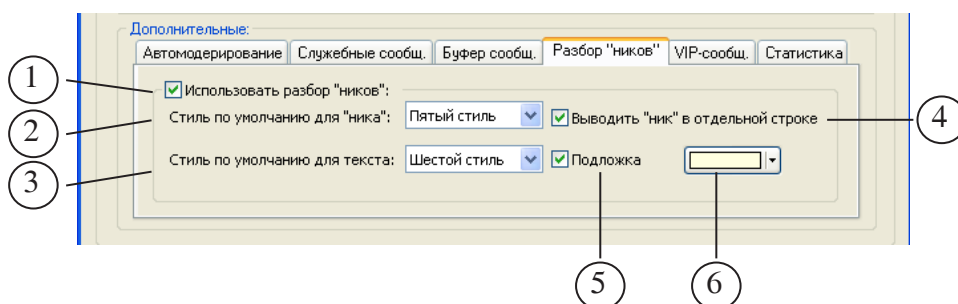 Дополнительные:
Автомодерирование Служебные сообщ. Буфер сообщ. Разбор "ников" VIP-сообщ. Статистика
1 Использовать разбор "ников":
2 Стиль по умолчанию для "ника": Пятый стиль Выводить "ник" в отдельной строке 4
3 Стиль по умолчанию для текста: Шестой стиль Подложка
5 6